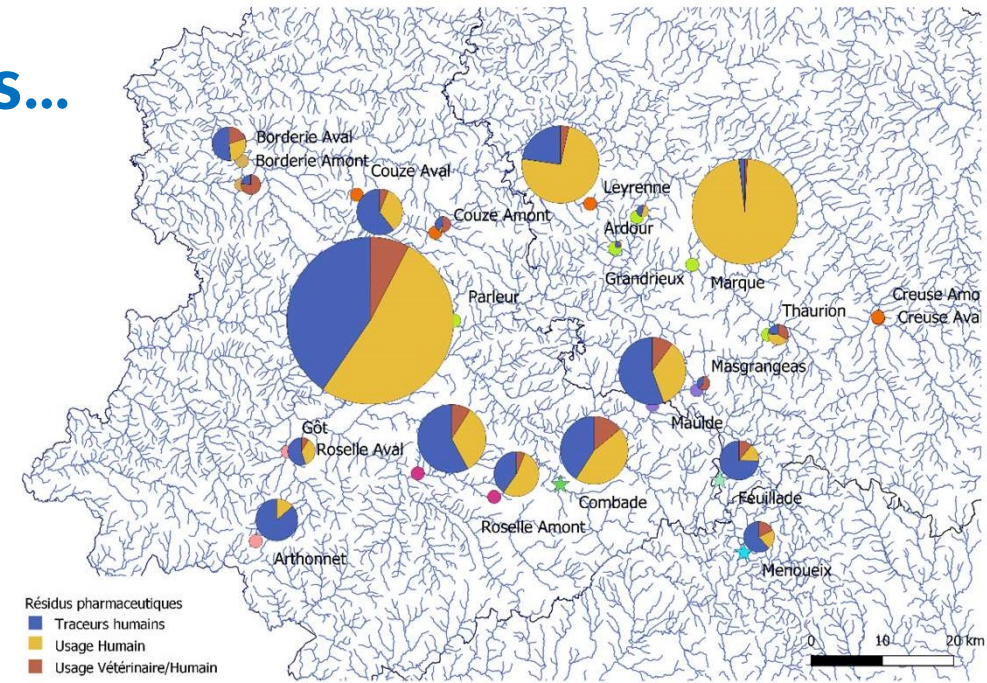 s...
Borderie Aval
Borderie Amont
Couze Aval
Couze Amont
Leyrenne
Ardour
Grandrieux
Marque
Parleur
Thaurion
Creuse Amo
Creuse Ava
Masgrangeas
Maulde
Gôt
Roselle Aval
Combade
Feuillade
Roselle Amont
Arthonnet
Menoueix
Résidus pharmaceutiques
Traceurs humains
Usage Humain
Usage Vétérinaire/Humain
0 10 20 km